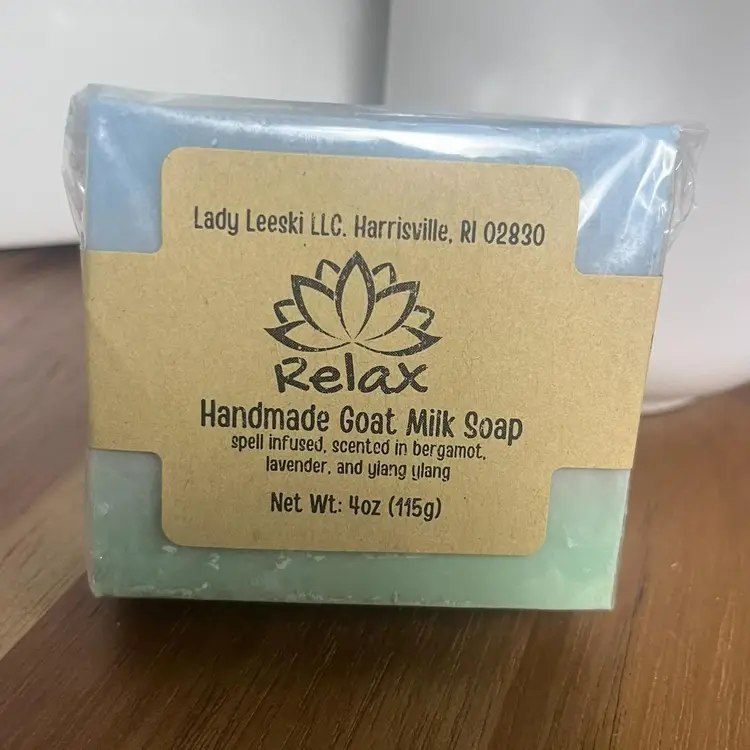 Lady Leeski LLC. Harrisville, RI 02830
Relax
Handmade Goat Milk Soap
spell infused, scented in bergamot,
lavender, and ylang ylang
Net Wt: 4oz (115g)